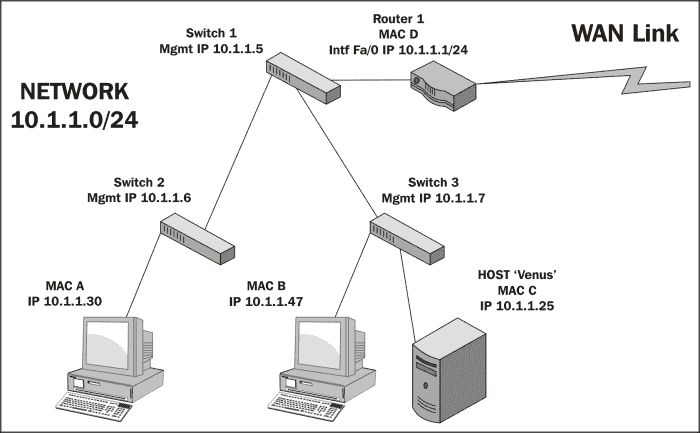 Switch 1
Mgmt IP 10.1.1.5
Router 1
MAC D
Intf Fa/0 IP 10.1.1.1/24
WAN Link
NETWORK
10.1.1.0/24
Switch 2
Mgmt IP 10.1.1.6
Switch 3
Mgmt IP 10.1.1.7
MAC A
IP 10.1.1.30
MAC B
IP 10.1.1.47
HOST ‘Venus’
MAC C
IP 10.1.1.25